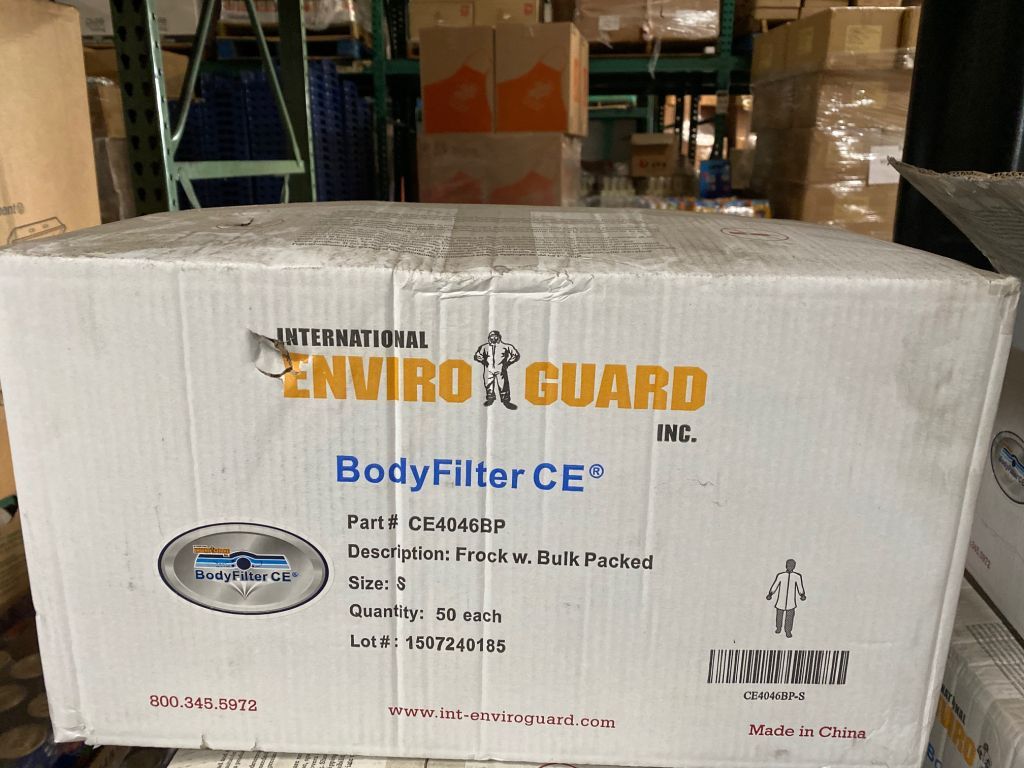 INTERNATIONAL
ENVIRO GUARD
INC.
BodyFilter CE®
Part# CE4046BP
Description: Frock w. Bulk Packed
Size: S
Quantity: 50 each
Lot#: 1507240185
BodyFilter CE®
CE4046BP-S
800.345.5972
www.int-enviroguard.com
Made in China